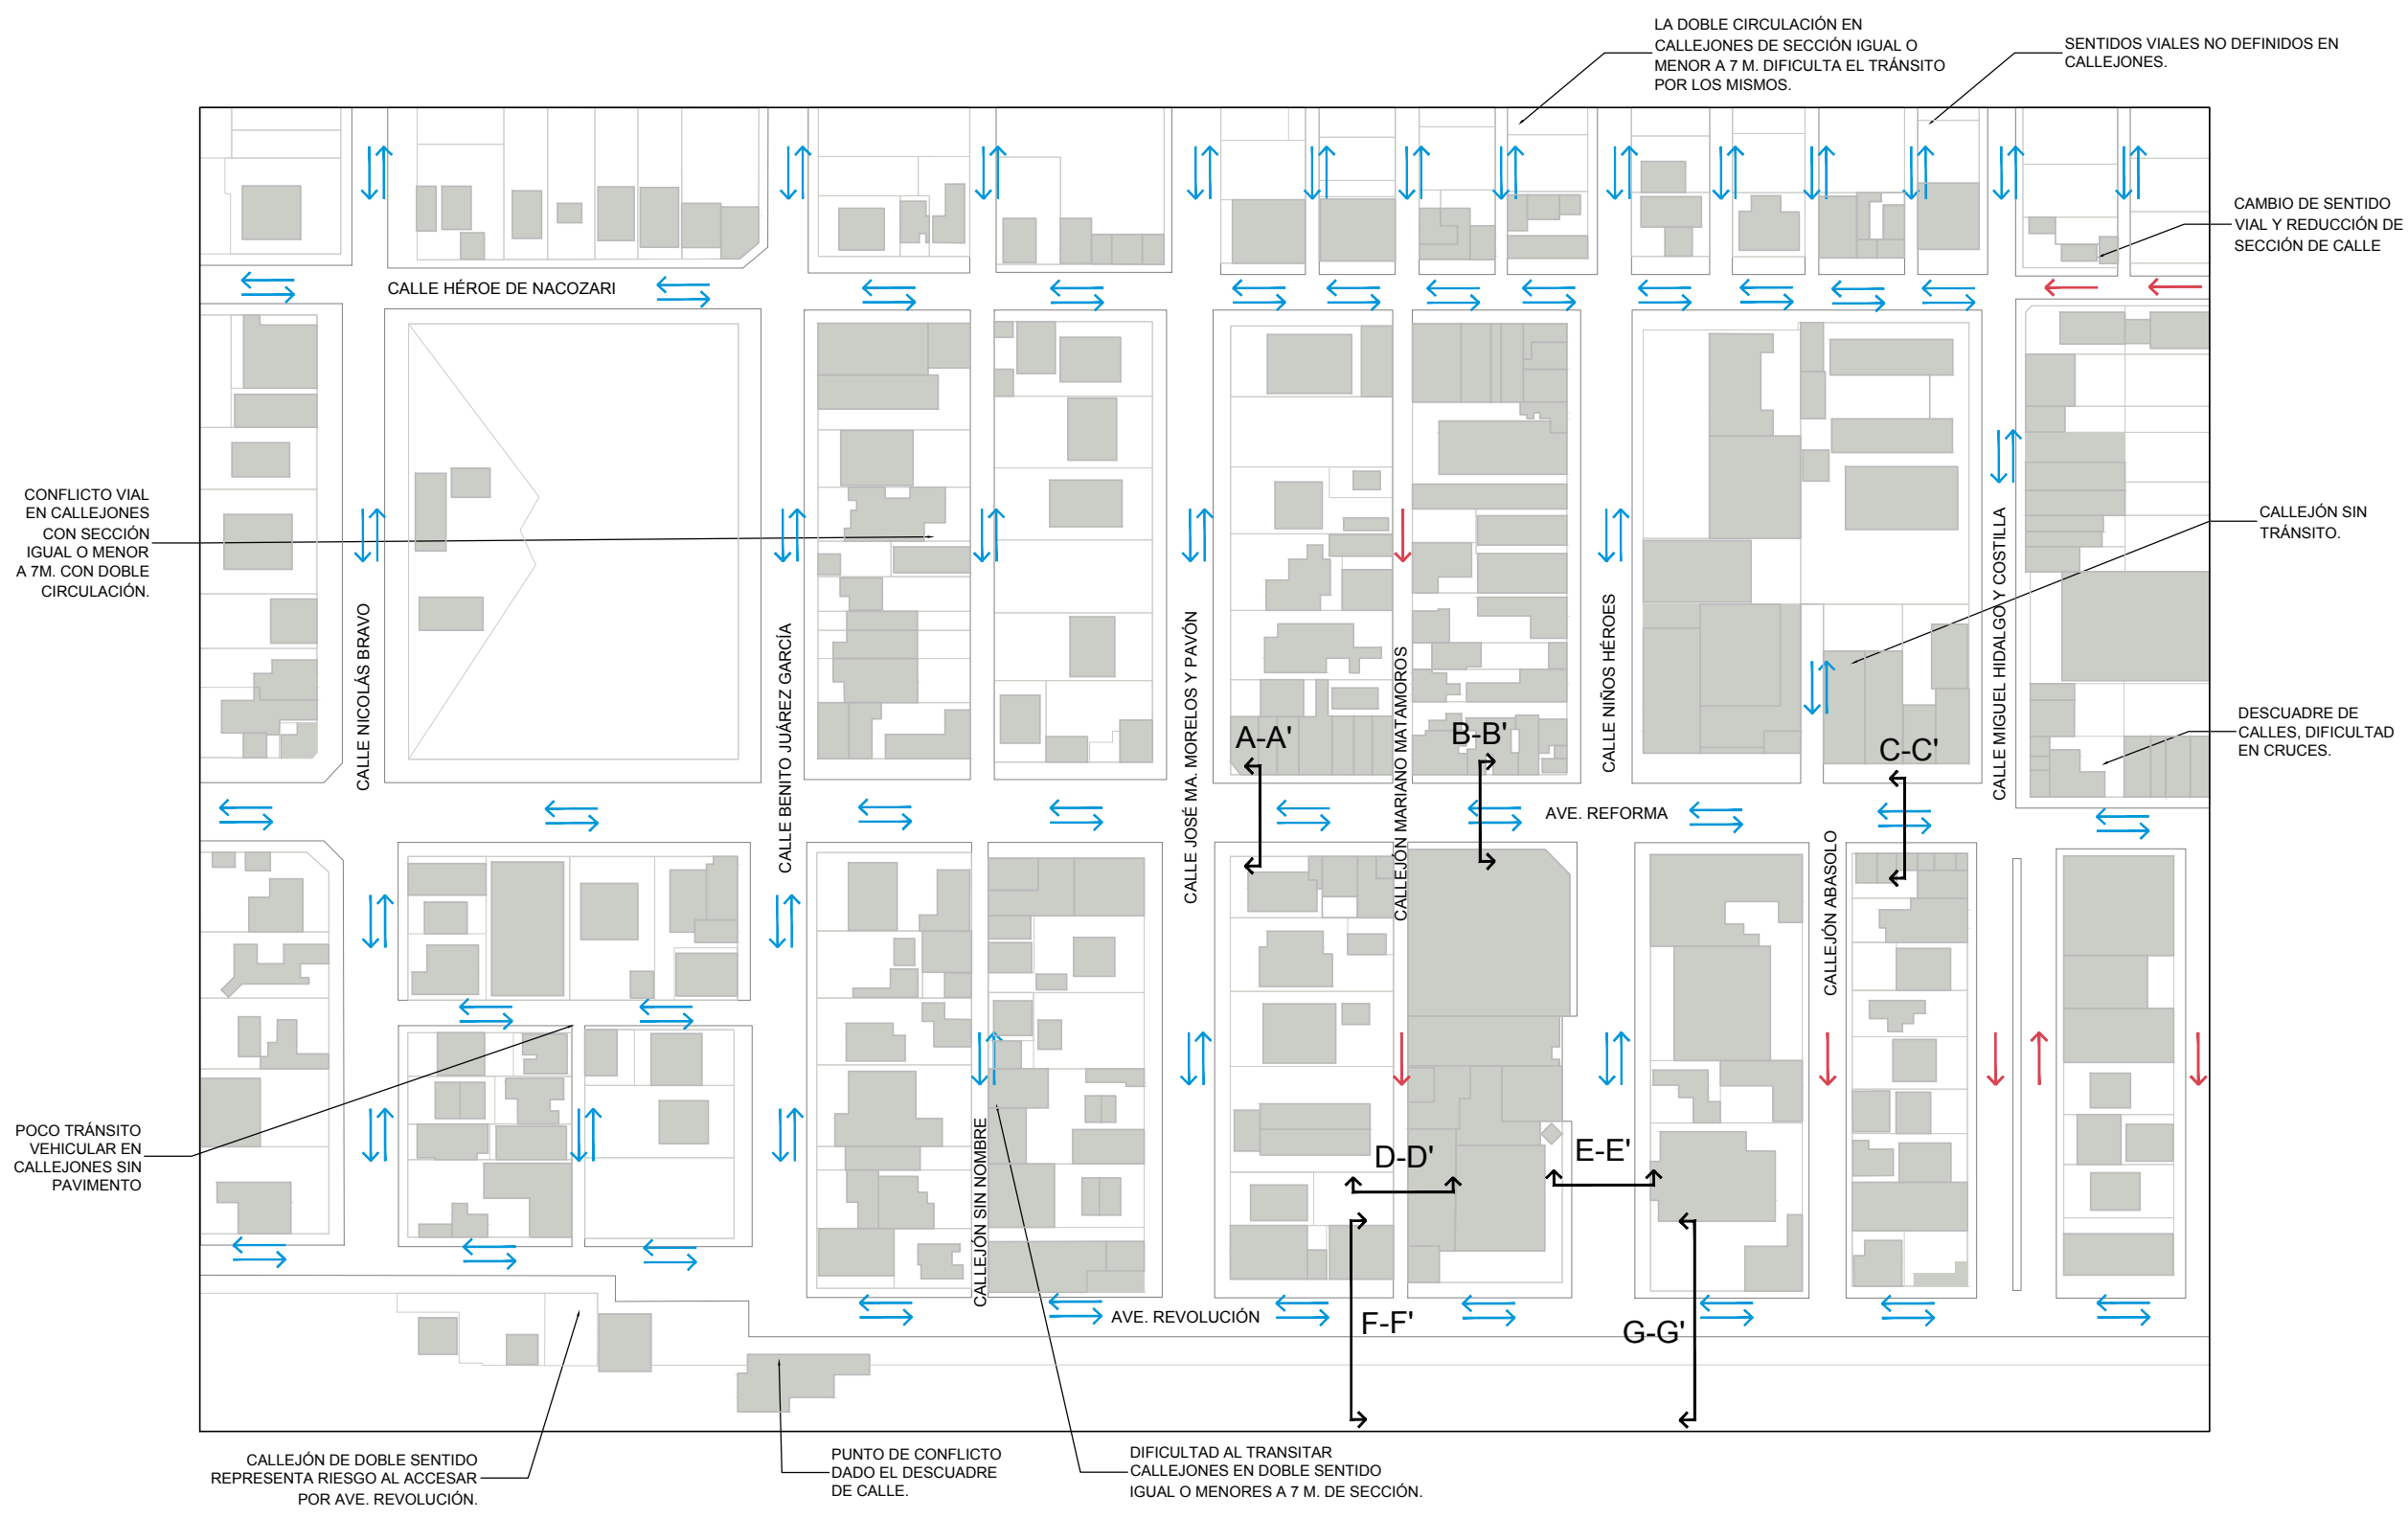 LA DOBLE CIRCULACIÓN EN
CALLEJONES DE SECCIÓN IGUAL O
MENOR A 7 M. DIFICULTA EL TRÁNSITO
POR LOS MISMOS.
SENTIDOS VIALES NO DEFINIDOS EN
CALLEJONES.
CAMBIO DE SENTIDO
VIAL Y REDUCCIÓN DE
SECCIÓN DE CALLE
CALLE HÉROE DE NACOZARI
CONFLICTO VIAL
EN CALLEJONES
CON SECCIÓN
IGUAL O MENOR
A 7M. CON DOBLE
CIRCULACIÓN.
CALLEJÓN SIN
TRÁNSITO.
CALLE NICOLÁS BRAVO
CALLE BENITO JUÁREZ GARCÍA
CALLE JOSÉ MA. MORELOS Y PAVÓN
CALLEJÓN MARIANO MATAMOROS
CALLE NIÑOS HÉROES
CALLE MIGUEL HIDALGO Y COSTILLA
DESCUADRE DE
CALLES, DIFICULTAD
EN CRUCES.
A-A'
B-B'
C-C'
AVE. REFORMA
CALLEJÓN ABASOLO
POCO TRÁNSITO
VEHICULAR EN
CALLEJONES SIN
PAVIMENTO
CALLEJÓN SIN NOMBRE
D-D'
E-E'
AVE. REVOLUCIÓN
F-F'
G-G'
CALLEJÓN DE DOBLE SENTIDO
REPRESENTA RIESGO AL ACCESAR
POR AVE. REVOLUCIÓN.
PUNTO DE CONFLICTO
DADO EL DESCUADRE
DE CALLE.
DIFICULTAD AL TRANSITAR
CALLEJONES EN DOBLE SENTIDO
IGUAL O MENORES A 7 M. DE SECCIÓN.